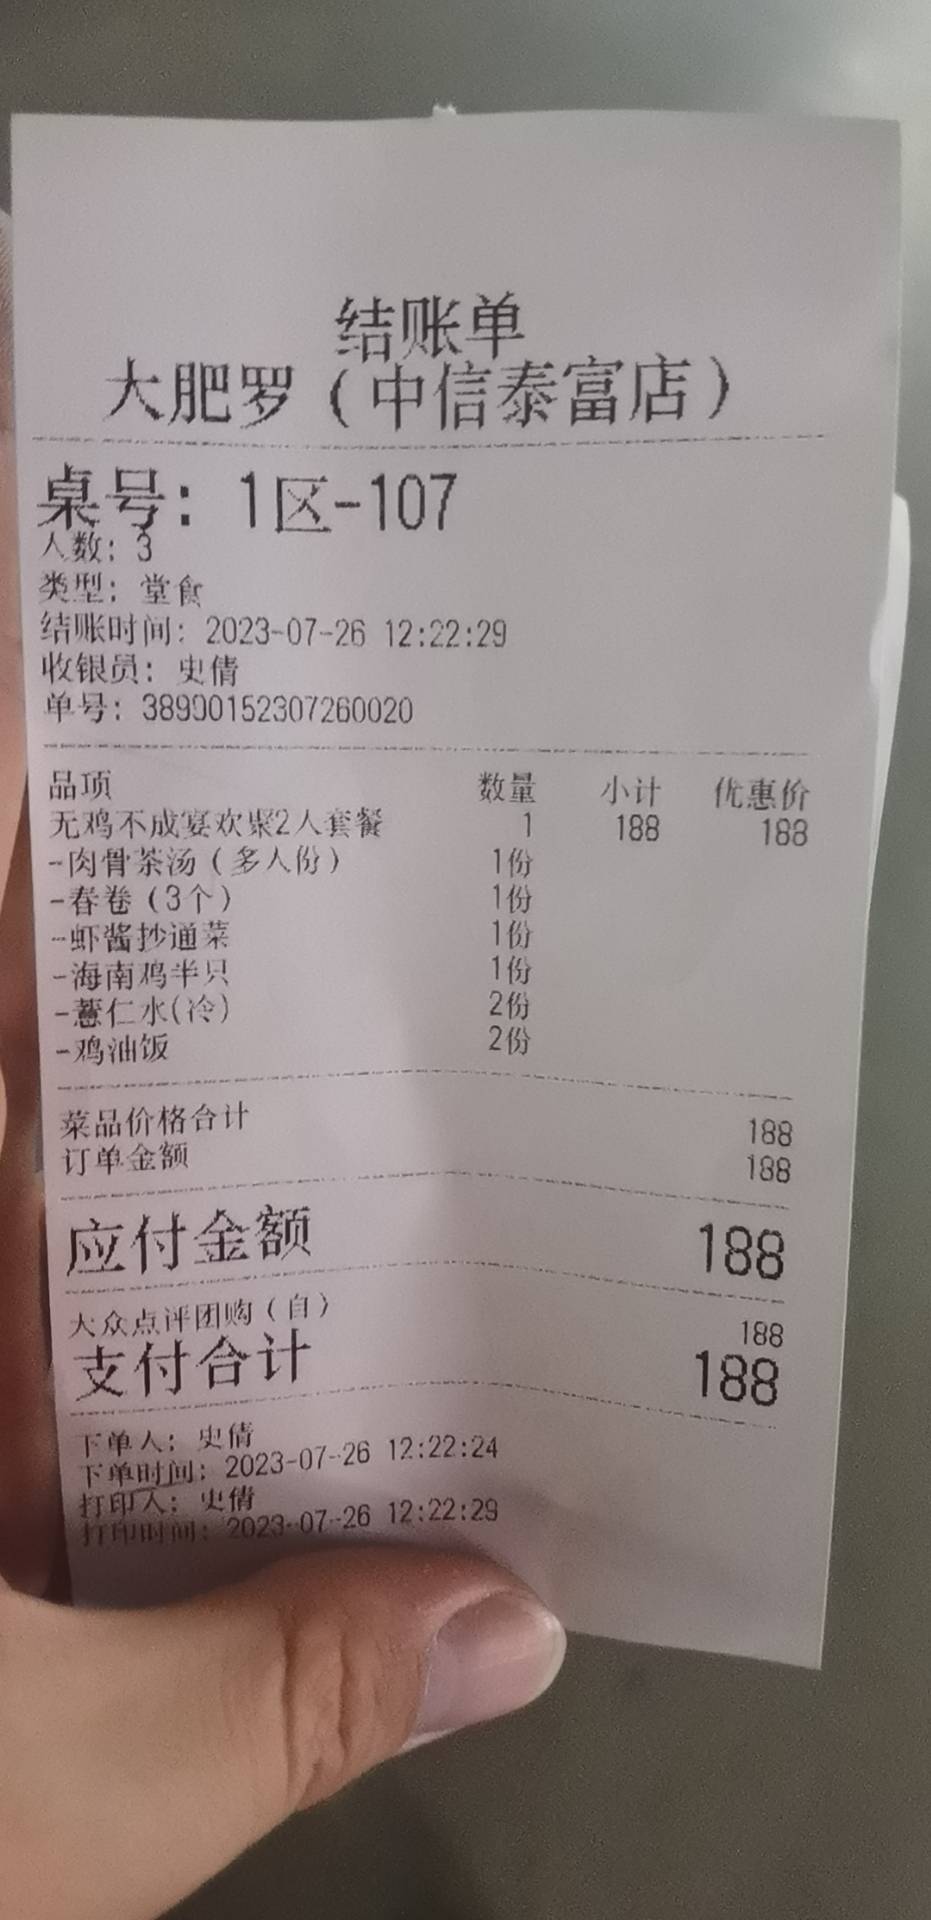 结账单
大肥罗（中信泰富店）
桌号：1区-107
人数：3
类型：堂食
结账时间：2023-07-26 12:22:29
收银员：史倩
单号：38900152307260020
品项 数量 小计 优惠价
无鸡不成宴欢聚2人套餐 1 188 188
-肉骨茶汤（多人份） 1份
-春卷（3个） 1份
-虾酱抄通菜 1份
-海南鸡半只 1份
-薏仁水(冷) 2份
-鸡油饭 2份
菜品价格合计 188
订单金额 188
应付金额 188
大众点评团购（自） 188
支付合计 188
下单人：史倩
下单时间：2023-07-26 12:22:24
打印人：史倩
打印时间：2023-07-26 12:22:29